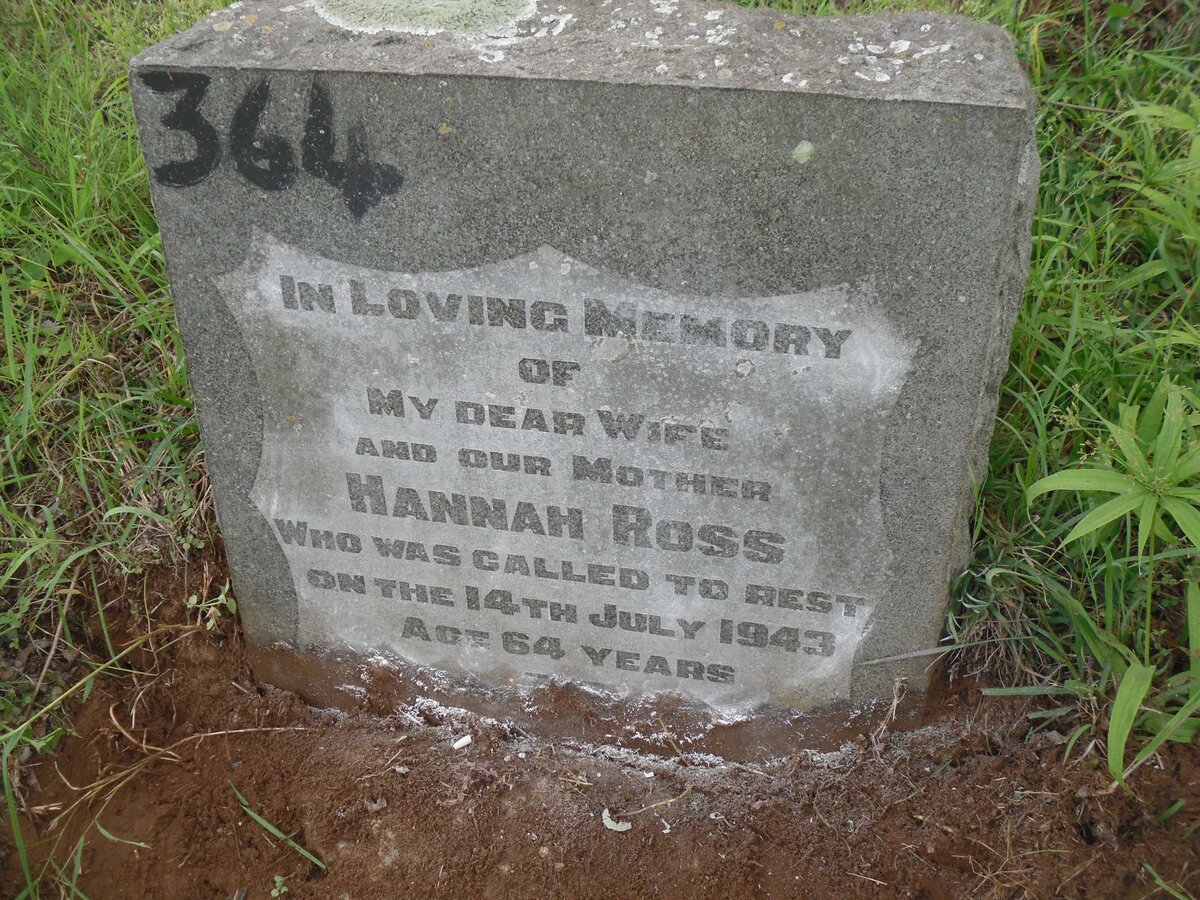 364
In Loving Memory
of
My dear Wife
and our Mother
Hannah Ross
Who was called to rest
on the 14th July 1943
Age 64 years